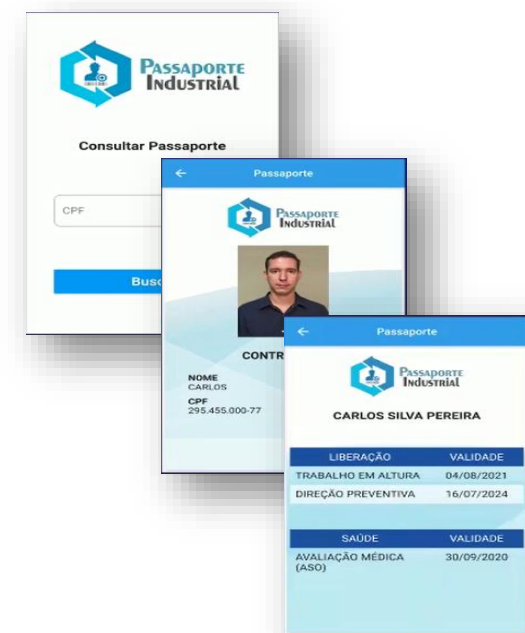 PASSAPORTE
INDUSTRIAL
Consultar Passaporte
CPF
Busc
Passaporte
PASSAPORTE
INDUSTRIAL
CONTR
NOME
CARLOS
CPF
295.455.000-77
Passaporte
PASSAPORTE
INDUSTRIAL
CARLOS SILVA PEREIRA
LIBERAÇÃO VALIDADE
TRABALHO EM ALTURA 04/08/2021
DIREÇÃO PREVENTIVA 16/07/2024
SAÚDE VALIDADE
AVALIAÇÃO MÉDICA 30/09/2020
(ASO)